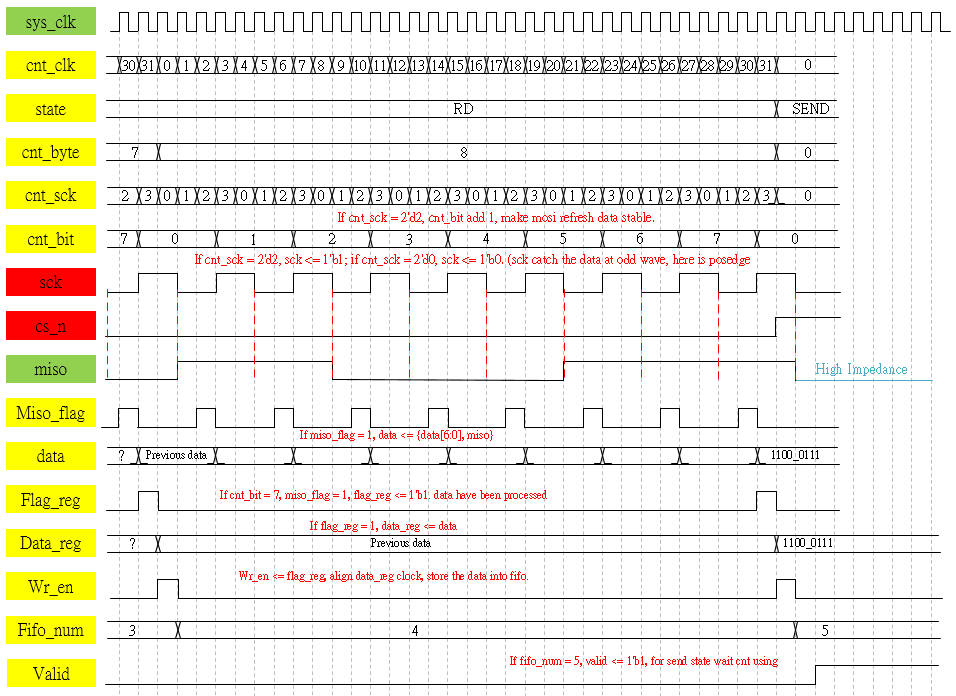 sys_clk
cnt_clk 30 31 0 1 2 3 4 5 6 7 8 9 10 11 12 13 14 15 16 17 18 19 20 21 22 23 24 25 26 27 28 29 30 31 0
state RD SEND
cnt_byte 7 8 0
cnt_sck 2 3 0 1 2 3 0 1 2 3 0 1 2 3 0 1 2 3 0 1 2 3 0 1 2 3 0 1 2 3 0 1 2 3 0
If cnt_sck = 2'd2, cnt_bit add 1, make mosi refresh data stable.
cnt_bit 7 0 1 2 3 4 5 6 7 0
If cnt_sck = 2'd2, sck <= 1'b1; if cnt_sck = 2'd0, sck <= 1'b0. (sck catch the data at odd wave, here is posedge
sck
cs_n
miso High Impedance
Miso_flag
If miso_flag = 1, data <= {data[6:0], miso}
data ? Previous data 1100_0111
Flag_reg If cnt_bit = 7, miso_flag = 1, flag_reg <= 1'b1. data have been processed
If flag_reg = 1, data_reg <= data
Data_reg ? Previous data 1100_0111
Wr_en Wr_en <= flag_reg, align data_reg clock, store the data into fifo.
Fifo_num 3 4 5
If fifo_num = 5, valid <= 1'b1, for send state wait cnt using
Valid